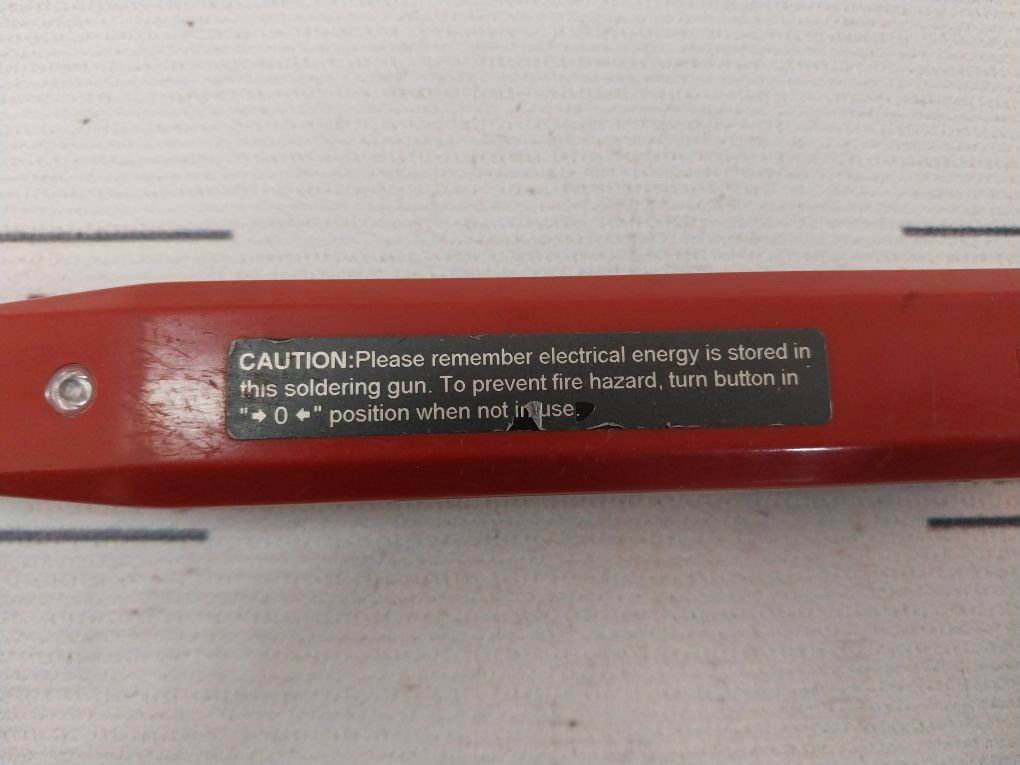 CAUTION:Please remember electrical energy is stored in
this soldering gun. To prevent fire hazard, turn button in
"➔ 0 ←" position when not in use.